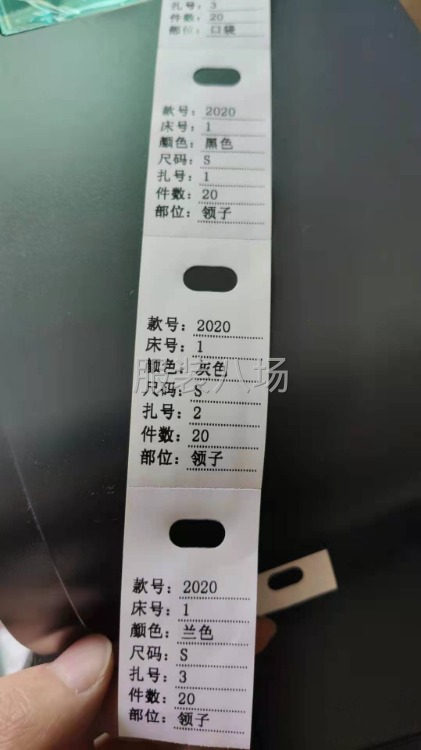 扎号：3
件数：20
部位：口袋
款号：2020
床号：1
颜色：黑色
尺码：S
扎号：1
件数：20
部位：领子
款号：2020
床号：1
颜色：灰色
尺码：S
扎号：2
件数：20
部位：领子
服装八场
款号：2020
床号：1
颜色：兰色
尺码：S
扎号：3
件数：20
部位：领子